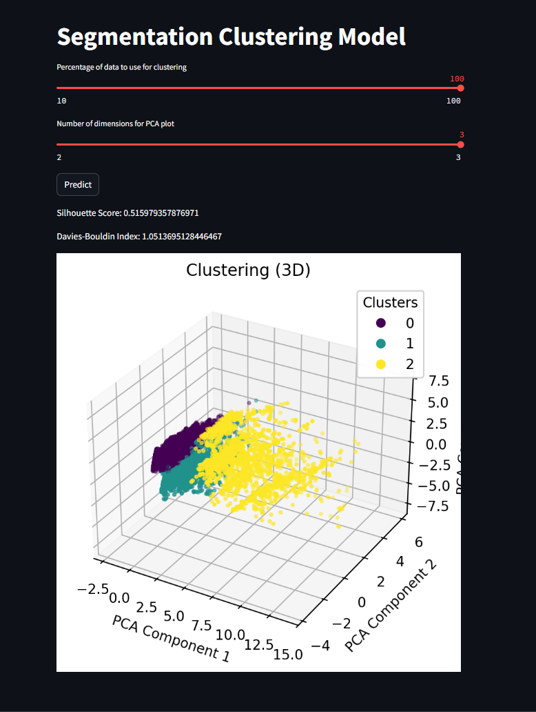 Segmentation Clustering Model
Percentage of data to use for clustering
100
10 100
Number of dimensions for PCA plot
3
2 3
Predict
Silhouette Score: 0.515979357876971
Davies-Bouldin Index: 1.0513695128446467
Clustering (3D)
Clusters
0
1
2
7.5
5.0
2.5
0.0
−2.5
−5.0
−7.5
PCA
6
4
2
0
−2
−4
PCA Component 2
−2.5 0.0 2.5 5.0 7.5 10.0 12.5 15.0
PCA Component 1